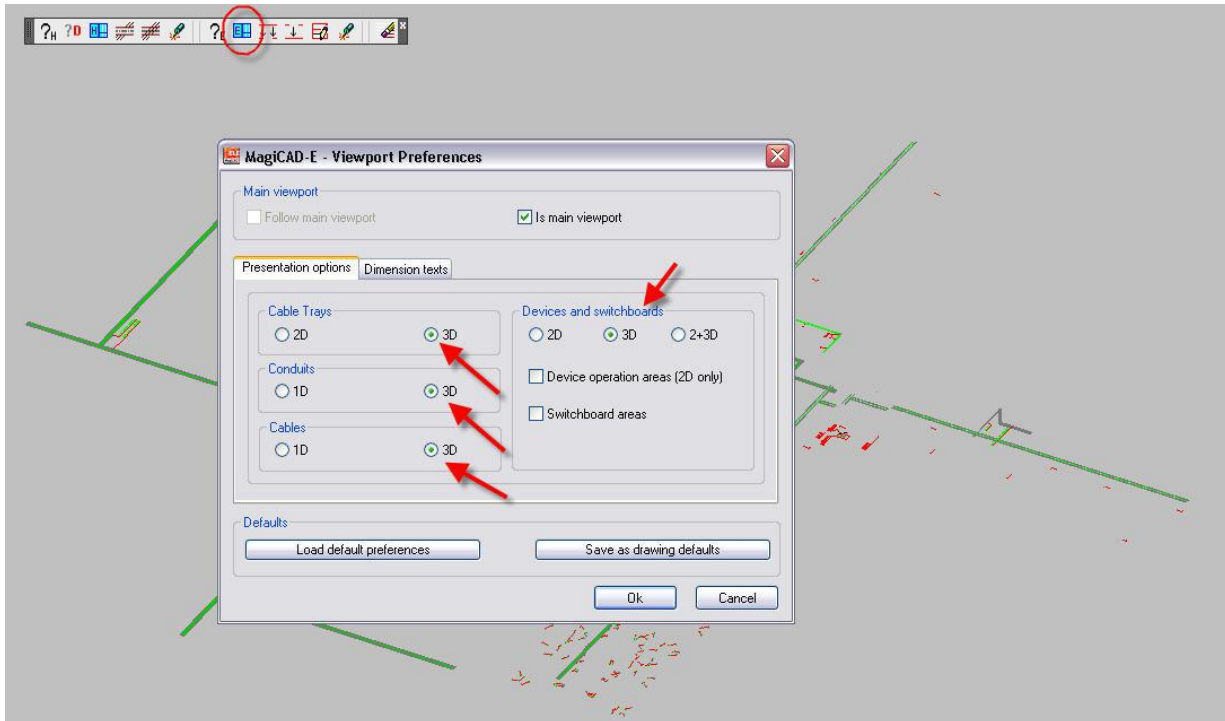 ?H ?D H ?E E
MagiCAD-E - Viewport Preferences
Main viewport
Follow main viewport
Is main viewport
Presentation options
Dimension texts
Cable Trays
2D
3D
Conduits
1D
3D
Cables
1D
3D
Devices and switchboards
2D
3D
2+3D
Device operation areas (2D only)
Switchboard areas
Defaults
Load default preferences
Save as drawing defaults
Ok
Cancel